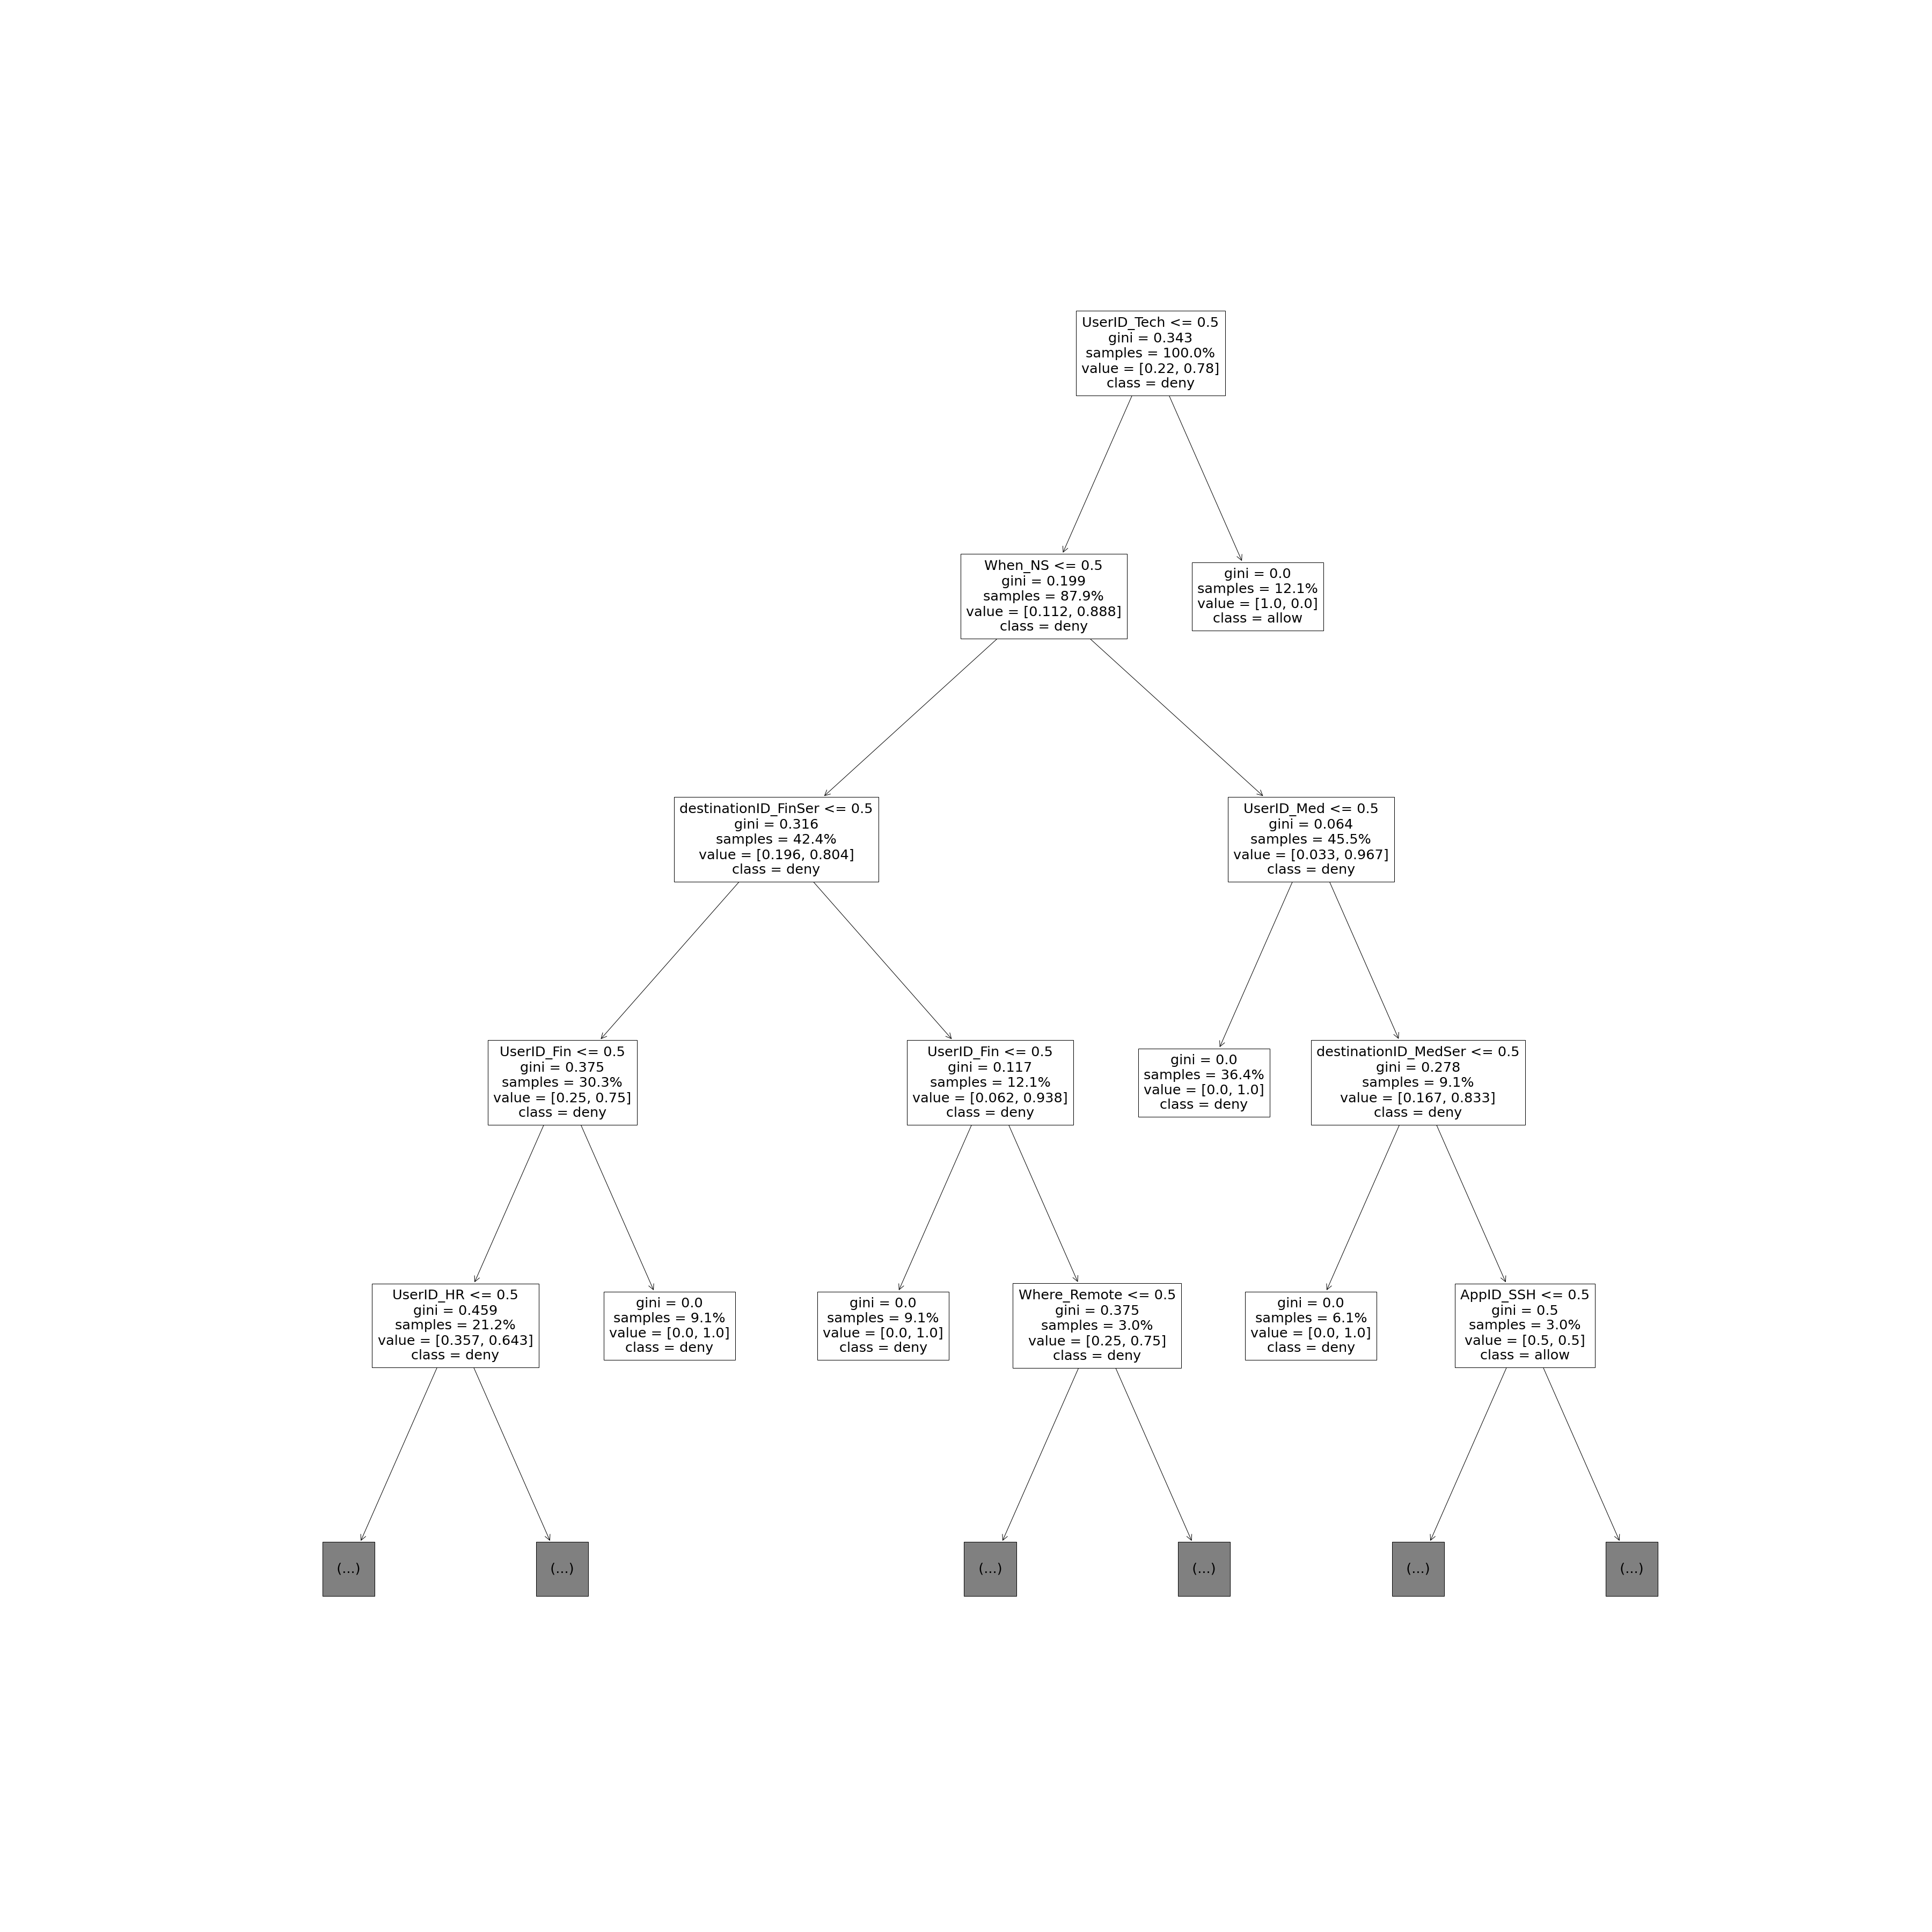 UserID_Tech <= 0.5
gini = 0.343
samples = 100.0%
value = [0.22, 0.78]
class = deny
When_NS <= 0.5
gini = 0.199
samples = 87.9%
value = [0.112, 0.888]
class = deny
gini = 0.0
samples = 12.1%
value = [1.0, 0.0]
class = allow
destinationID_FinSer <= 0.5
gini = 0.316
samples = 42.4%
value = [0.196, 0.804]
class = deny
UserID_Med <= 0.5
gini = 0.064
samples = 45.5%
value = [0.033, 0.967]
class = deny
UserID_Fin <= 0.5
gini = 0.375
samples = 30.3%
value = [0.25, 0.75]
class = deny
UserID_Fin <= 0.5
gini = 0.117
samples = 12.1%
value = [0.062, 0.938]
class = deny
gini = 0.0
samples = 36.4%
value = [0.0, 1.0]
class = deny
destinationID_MedSer <= 0.5
gini = 0.278
samples = 9.1%
value = [0.167, 0.833]
class = deny
UserID_HR <= 0.5
gini = 0.459
samples = 21.2%
value = [0.357, 0.643]
class = deny
gini = 0.0
samples = 9.1%
value = [0.0, 1.0]
class = deny
gini = 0.0
samples = 9.1%
value = [0.0, 1.0]
class = deny
Where_Remote <= 0.5
gini = 0.375
samples = 3.0%
value = [0.25, 0.75]
class = deny
gini = 0.0
samples = 6.1%
value = [0.0, 1.0]
class = deny
AppID_SSH <= 0.5
gini = 0.5
samples = 3.0%
value = [0.5, 0.5]
class = allow
(...)
(...)
(...)
(...)
(...)
(...)